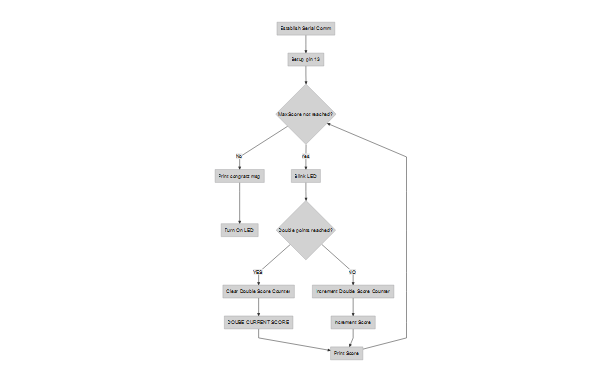 Establish Serial Comm
Setup pin 13
MaxScore not reached?
No
Yes
Print congrats msg
Blink LED
Turn On LED
Double points reached?
YES
NO
Clear Double Score Counter
Increment Double Score Counter
DOUBE CURRENT SCORE
Increment Score
Print Score